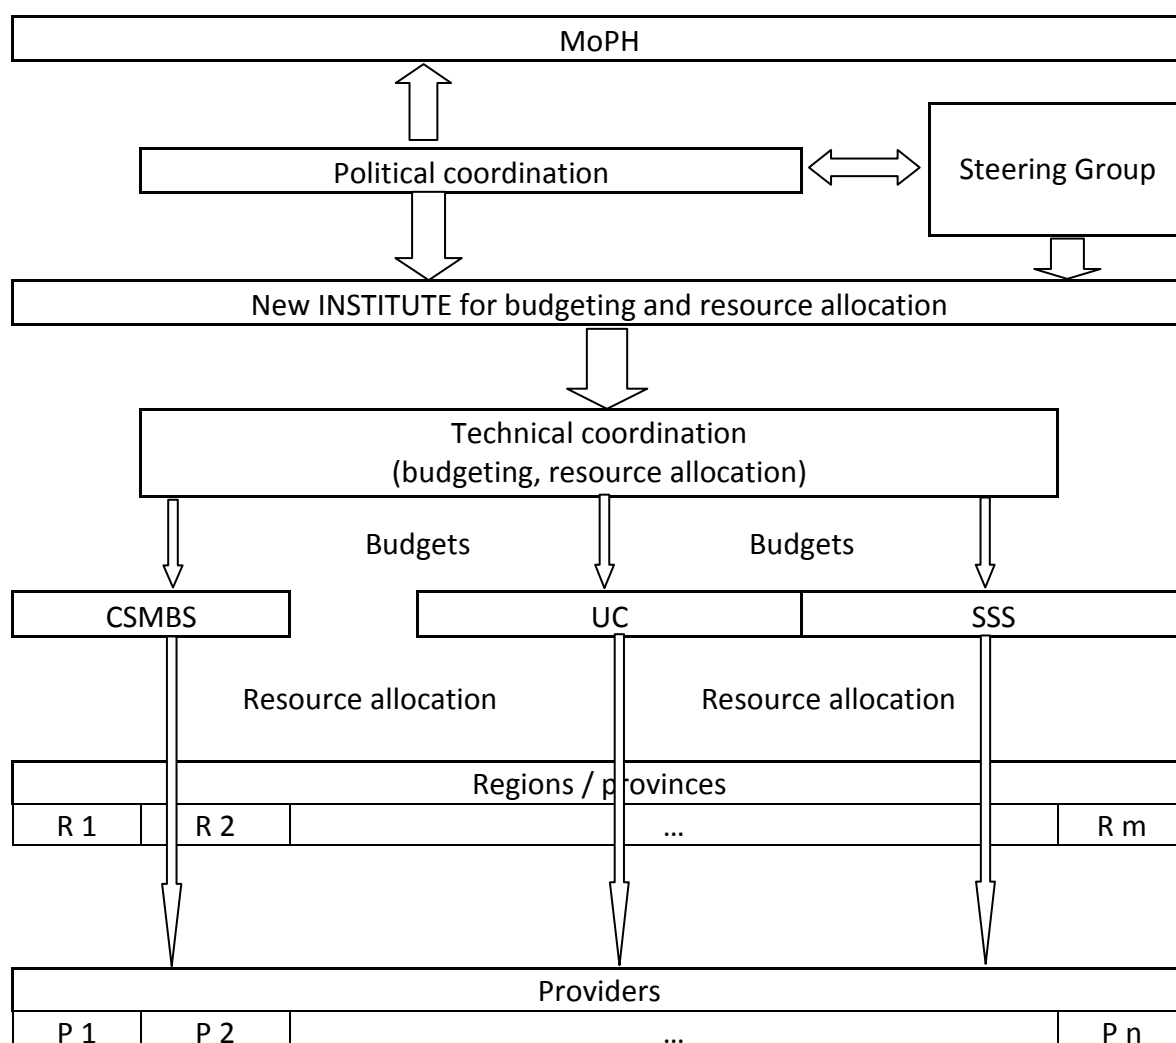 MoPH
Political coordination
Steering Group
New INSTITUTE for budgeting and resource allocation
Technical coordination
(budgeting, resource allocation)
Budgets
Budgets
CSMBS
UC
SSS
Resource allocation
Resource allocation
Regions / provinces
R 1
R 2
...
R m
Providers
P 1
P 2
...
P n